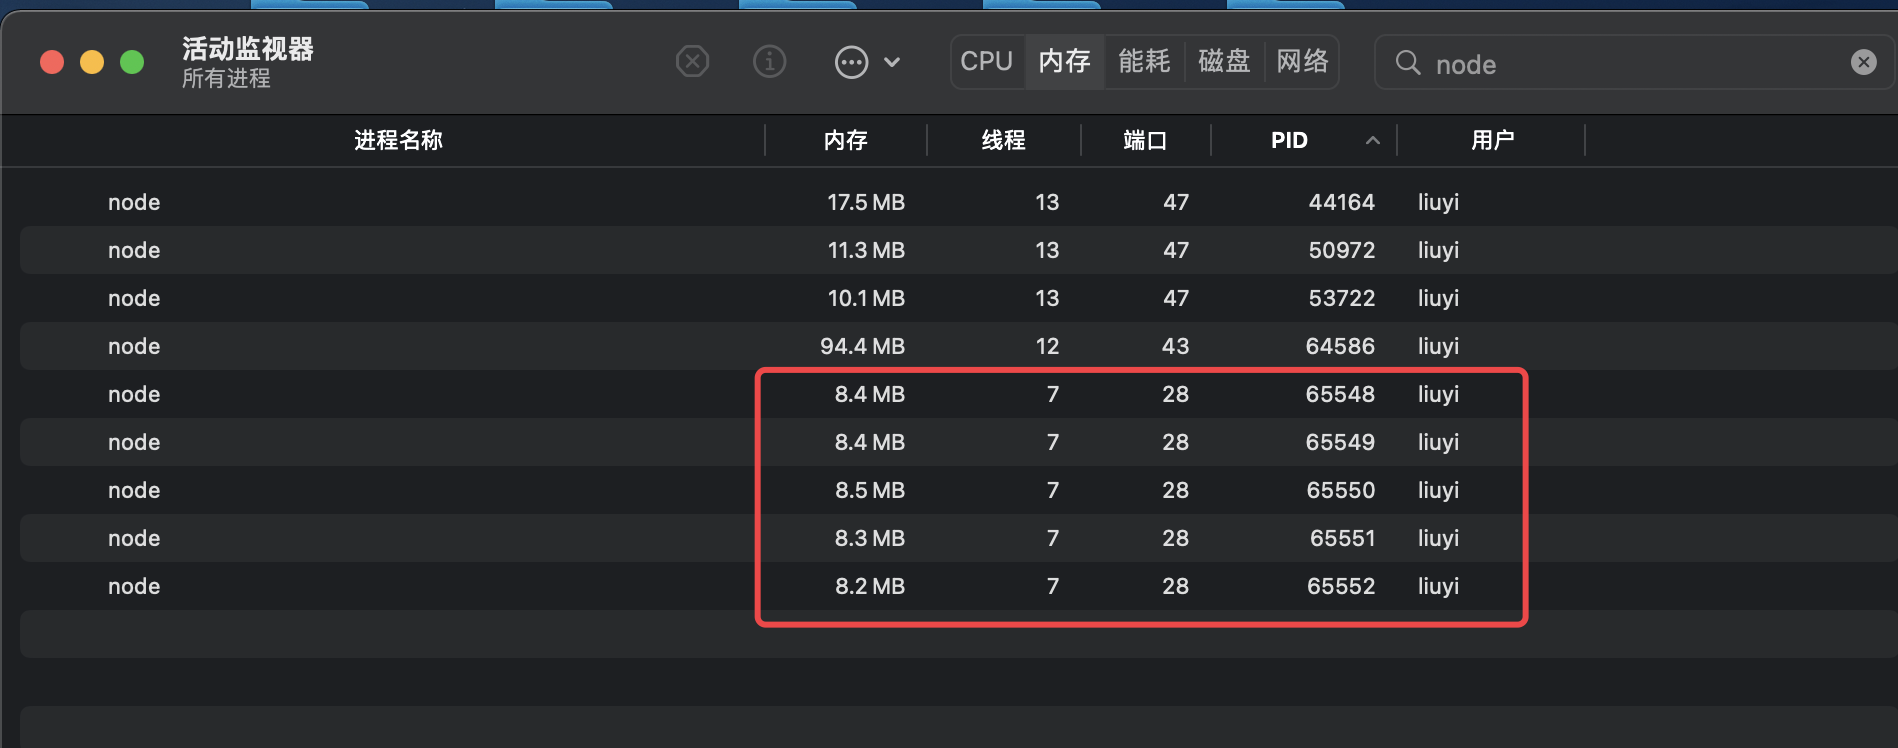 活动监视器
所有进程
CPU 内存 能耗 磁盘 网络
node
进程名称 内存 线程 端口 PID 用户
node 17.5 MB 13 47 44164 liuyi
node 11.3 MB 13 47 50972 liuyi
node 10.1 MB 13 47 53722 liuyi
node 94.4 MB 12 43 64586 liuyi
node 8.4 MB 7 28 65548 liuyi
node 8.4 MB 7 28 65549 liuyi
node 8.5 MB 7 28 65550 liuyi
node 8.3 MB 7 28 65551 liuyi
node 8.2 MB 7 28 65552 liuyi